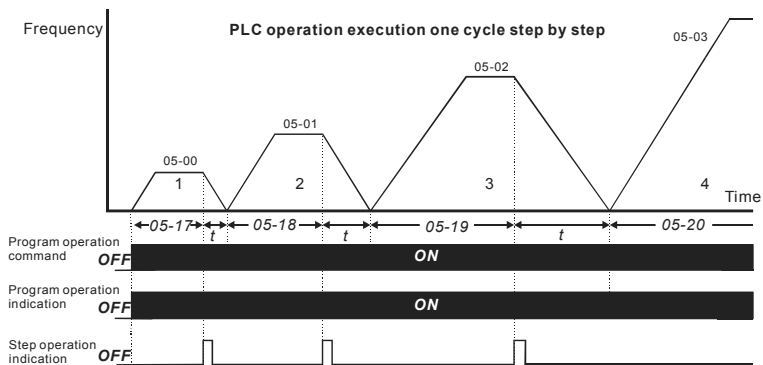 Frequency
PLC operation execution one cycle step by step
05-03
05-02
05-01
05-00
1
2
3
4
Time
05-17
t
05-18
t
05-19
t
05-20
Program operation
command
OFF
ON
Program operation
indication
OFF
ON
Step operation
indication
OFF